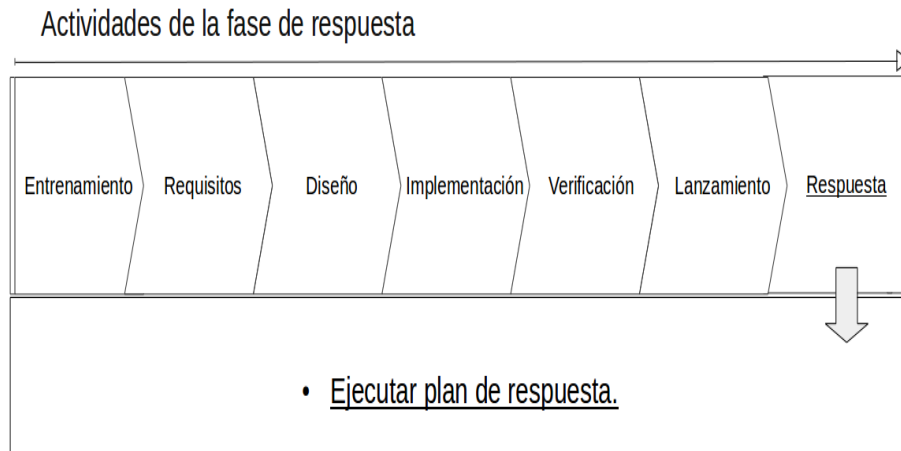 Actividades de la fase de respuesta
Entrenamiento Requisitos Diseño Implementación Verificación Lanzamiento Respuesta
• Ejecutar plan de respuesta.